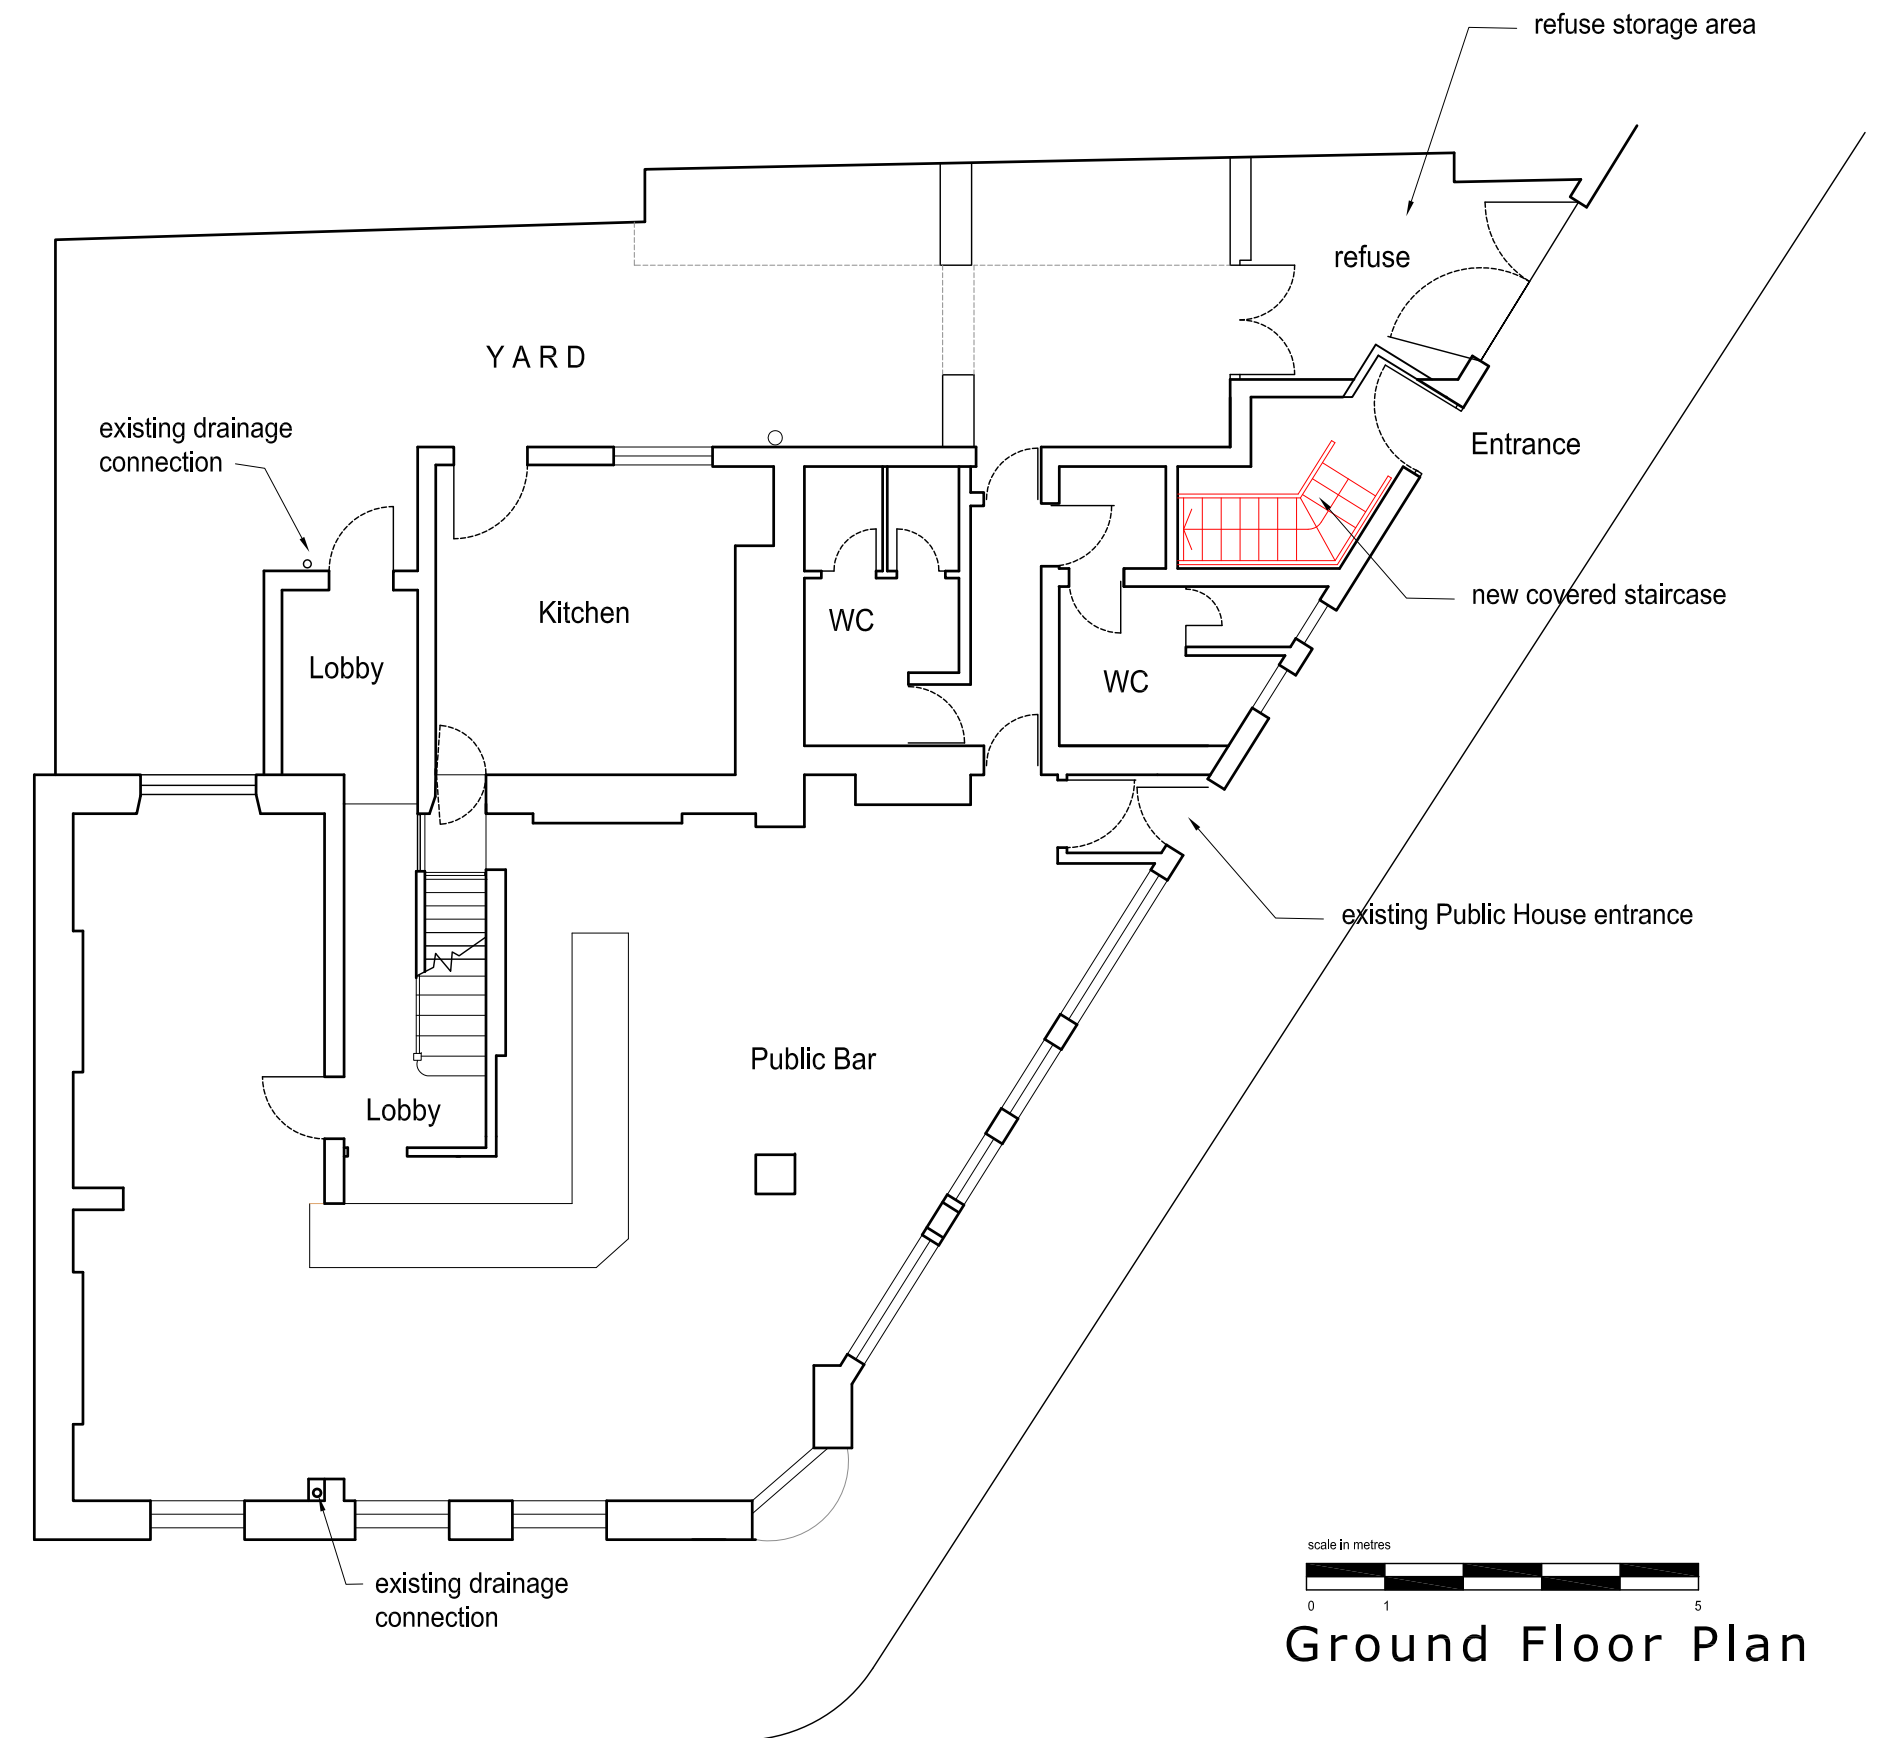 refuse storage area
refuse
YARD
existing drainage
connection
Entrance
Kitchen
WC
new covered staircase
Lobby
WC
existing Public House entrance
Public Bar
Lobby
scale in metres
0 1 5
existing drainage
connection
Ground Floor Plan